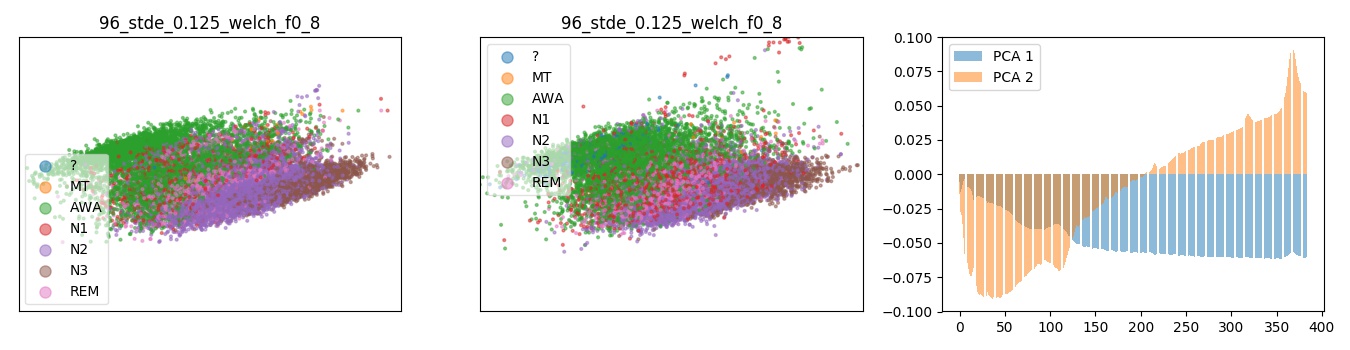 96_stde_0.125_welch_f0_8
?
MT
AWA
N1
N2
N3
REM
96_stde_0.125_welch_f0_8
?
MT
AWA
N1
N2
N3
REM
PCA 1
PCA 2
0.100
0.075
0.050
0.025
0.000
−0.025
−0.050
−0.075
−0.100
0 50 100 150 200 250 300 350 400